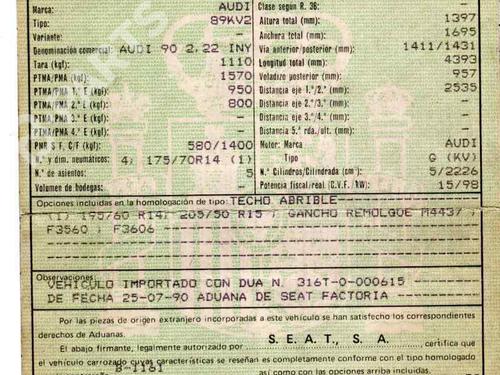 Marca: AUDI
Tipo: 89KV2
Variante: -
Denominación comercial: AUDI 90 2,22 INY
Tara (kgf): 1110
PTMA/PMA (kgf): 1570
PTMA/PMA 1.º E (kgf): 950
PTMA/PMA 2.º E (kgf): 800
PTMA/PMA 3.º E (kgf): -
PTMA/PMA 4.º E (kgf): -
PMR S F, C/F (kgf): 580/1400
N.º y dim. neumáticos: 4, 175/70R14 (1)
N.º de asientos: 5
Volumen de bodegas: -
Clase según R. 36: -
Altura total (mm): 1397
Anchura total (mm): 1695
Vía anterior/posterior (mm): 1411/1431
Longitud total (mm): 4393
Voladizo posterior (mm): 957
Distancia eje 1.º/2.º (mm): 2535
Distancia eje 2.º/3.º (mm): -
Distancia eje 3.º/4.º (mm): -
Distancia 5.ª rda./últ. (mm): -
Motor: Marca AUDI
Tipo G (KV)
N.º Cilindros/Cilindrada (cm³): 5/2226
Potencia fiscal/real (C.V.F./kW): 15/98
Opciones incluidas en la homologación de tipo: TECHO ABRIBLE
(1) 195/60 R14; 205/50 R15 ; GANCHO REMOLQUE M4437 ;
F3560 ; F3606
Observaciones:
VEHICULO IMPORTADO CON DUA N. 316T-0-000615
DE FECHA 25-07-90 ADUANA DE SEAT FACTORIA
Por las piezas de origen extranjero incorporadas a este vehículo se han satisfecho los correspondientes
derechos de Aduanas.
El abajo firmante, legalmente autorizado por S. E. A. T., S. A. , certifica que
el vehículo carrozado cuyas características se reseñan es completamente conforme con el tipo homologado
B-1161 así como con las opciones arriba incluidas.